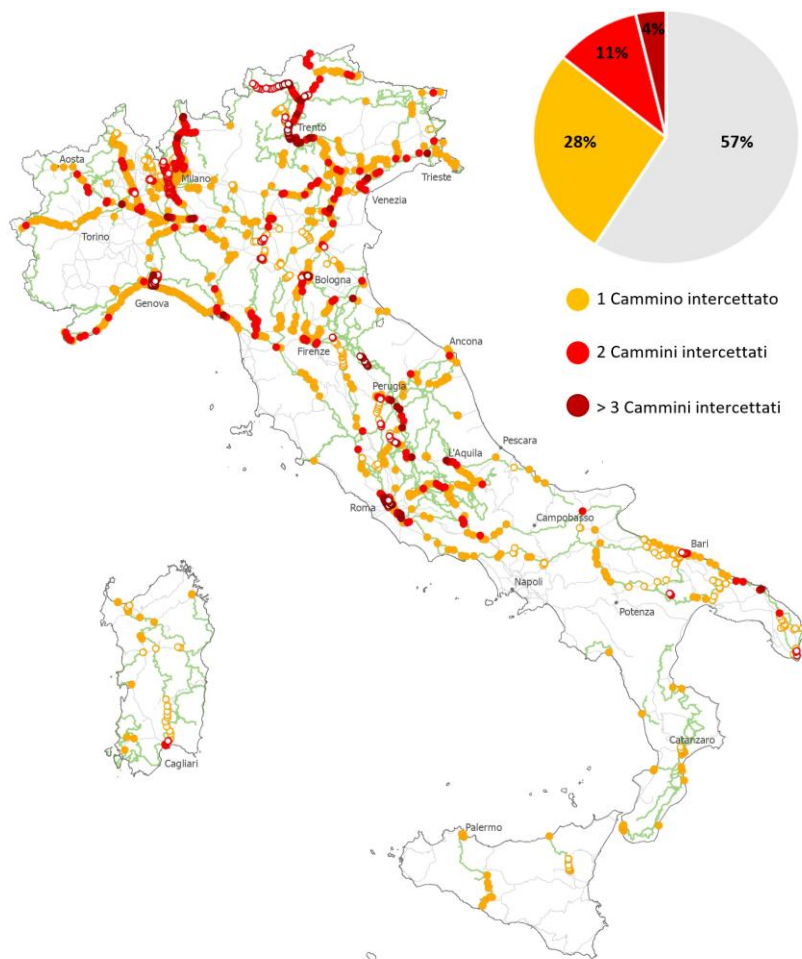 4%
11%
28%
57%
1 Cammino intercettato
2 Cammini intercettati
> 3 Cammini intercettati
Trento
Aosta
Milano
Trieste
Venezia
Torino
Bologna
Genova
Firenze
Ancona
Perugia
L'Aquila
Pescara
Roma
Campobasso
Bari
Napoli
Potenza
Catanzaro
Cagliari
Palermo